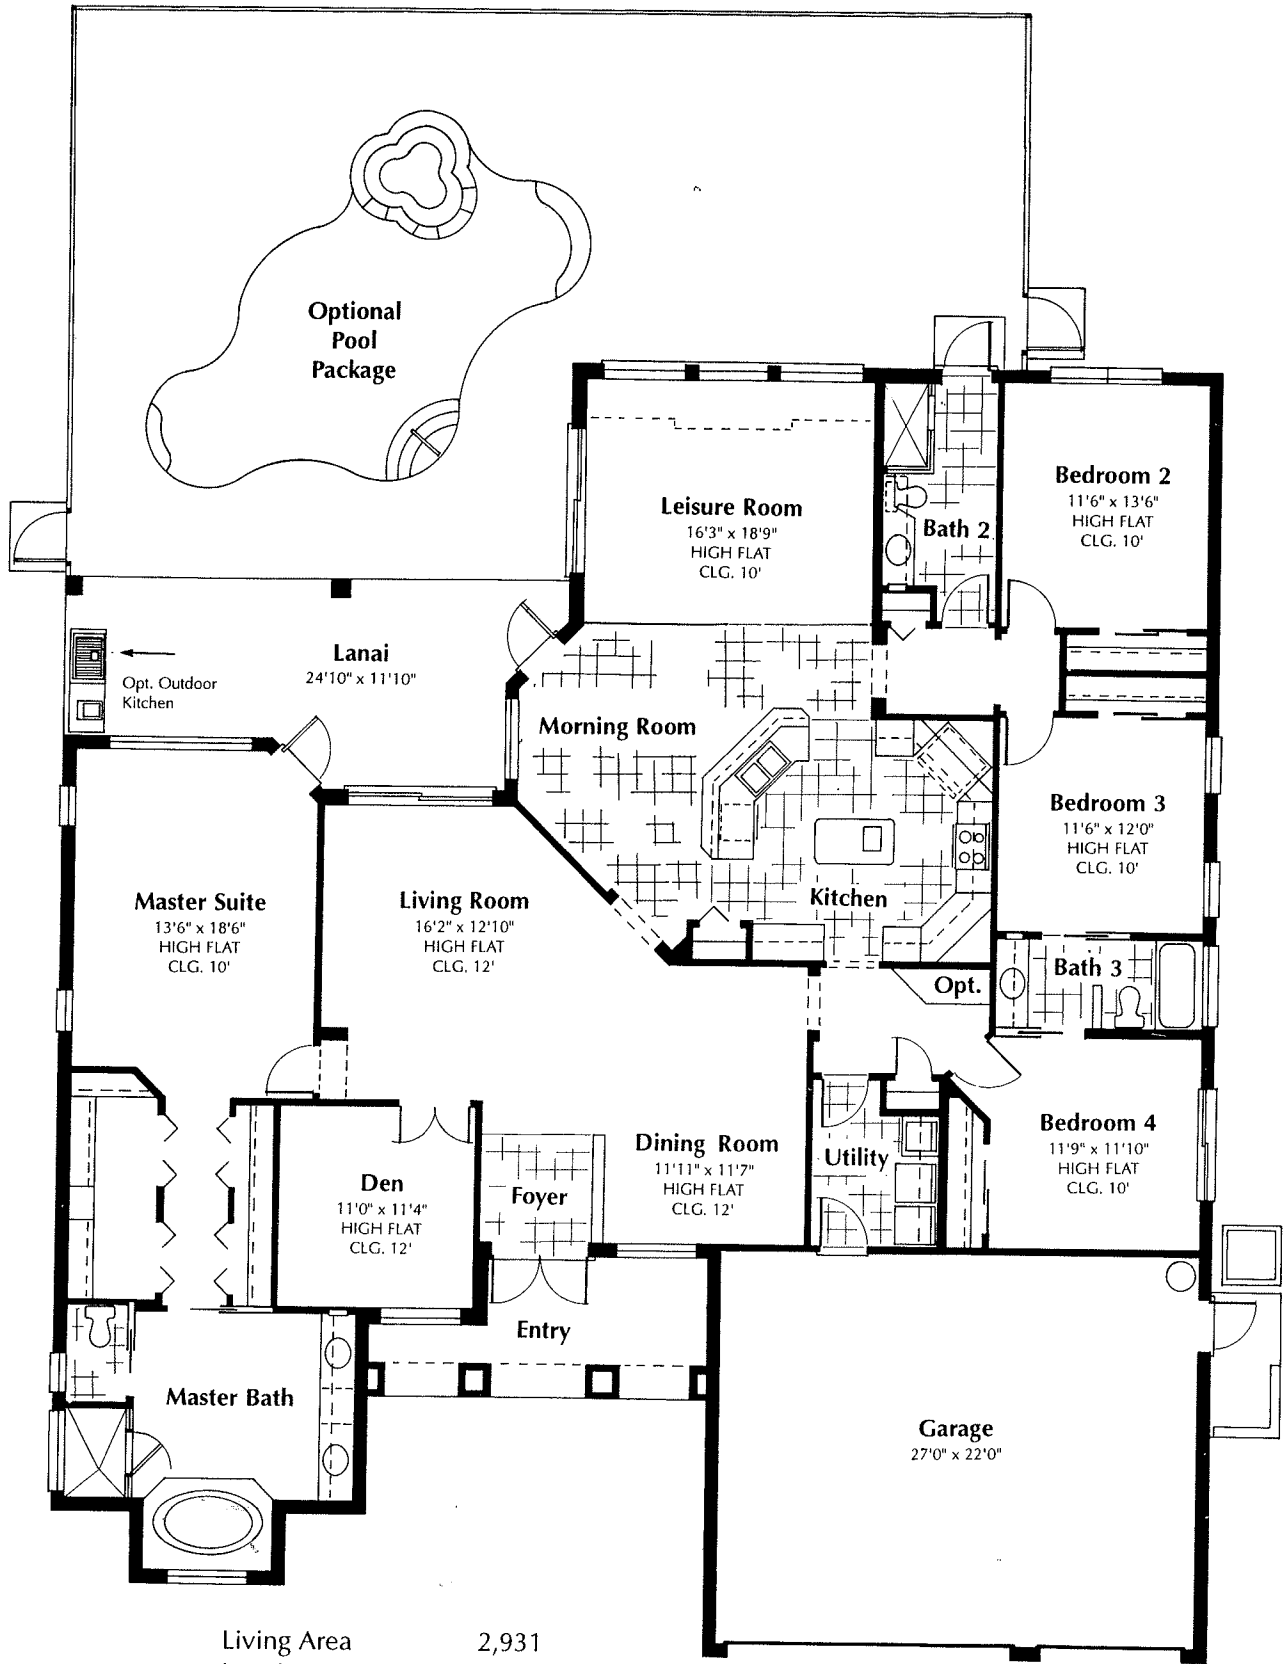 Optional
Pool
Package
Leisure Room
16'3" x 18'9"
HIGH FLAT
CLG. 10'
Bath 2
Bedroom 2
11'6" x 13'6"
HIGH FLAT
CLG. 10'
Lanai
24'10" x 11'10"
Opt. Outdoor
Kitchen
Morning Room
Bedroom 3
11'6" x 12'0"
HIGH FLAT
CLG. 10'
Master Suite
13'6" x 18'6"
HIGH FLAT
CLG. 10'
Living Room
16'2" x 12'10"
HIGH FLAT
CLG. 12'
Kitchen
Bath 3
Opt.
Dining Room
11'11" x 11'7"
HIGH FLAT
CLG. 12'
Utility
Bedroom 4
11'9" x 11'10"
HIGH FLAT
CLG. 10'
Den
11'0" x 11'4"
HIGH FLAT
CLG. 12'
Foyer
Entry
Master Bath
Garage
27'0" x 22'0"
Living Area 2,931